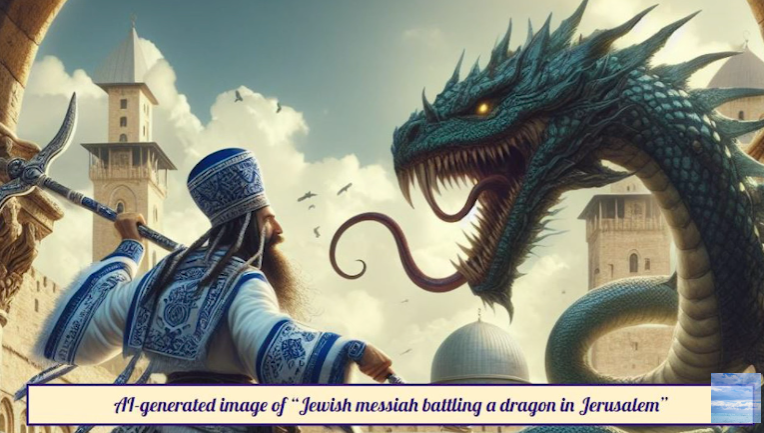 AI-generated image of “Jewish messiah battling a dragon in Jerusalem”